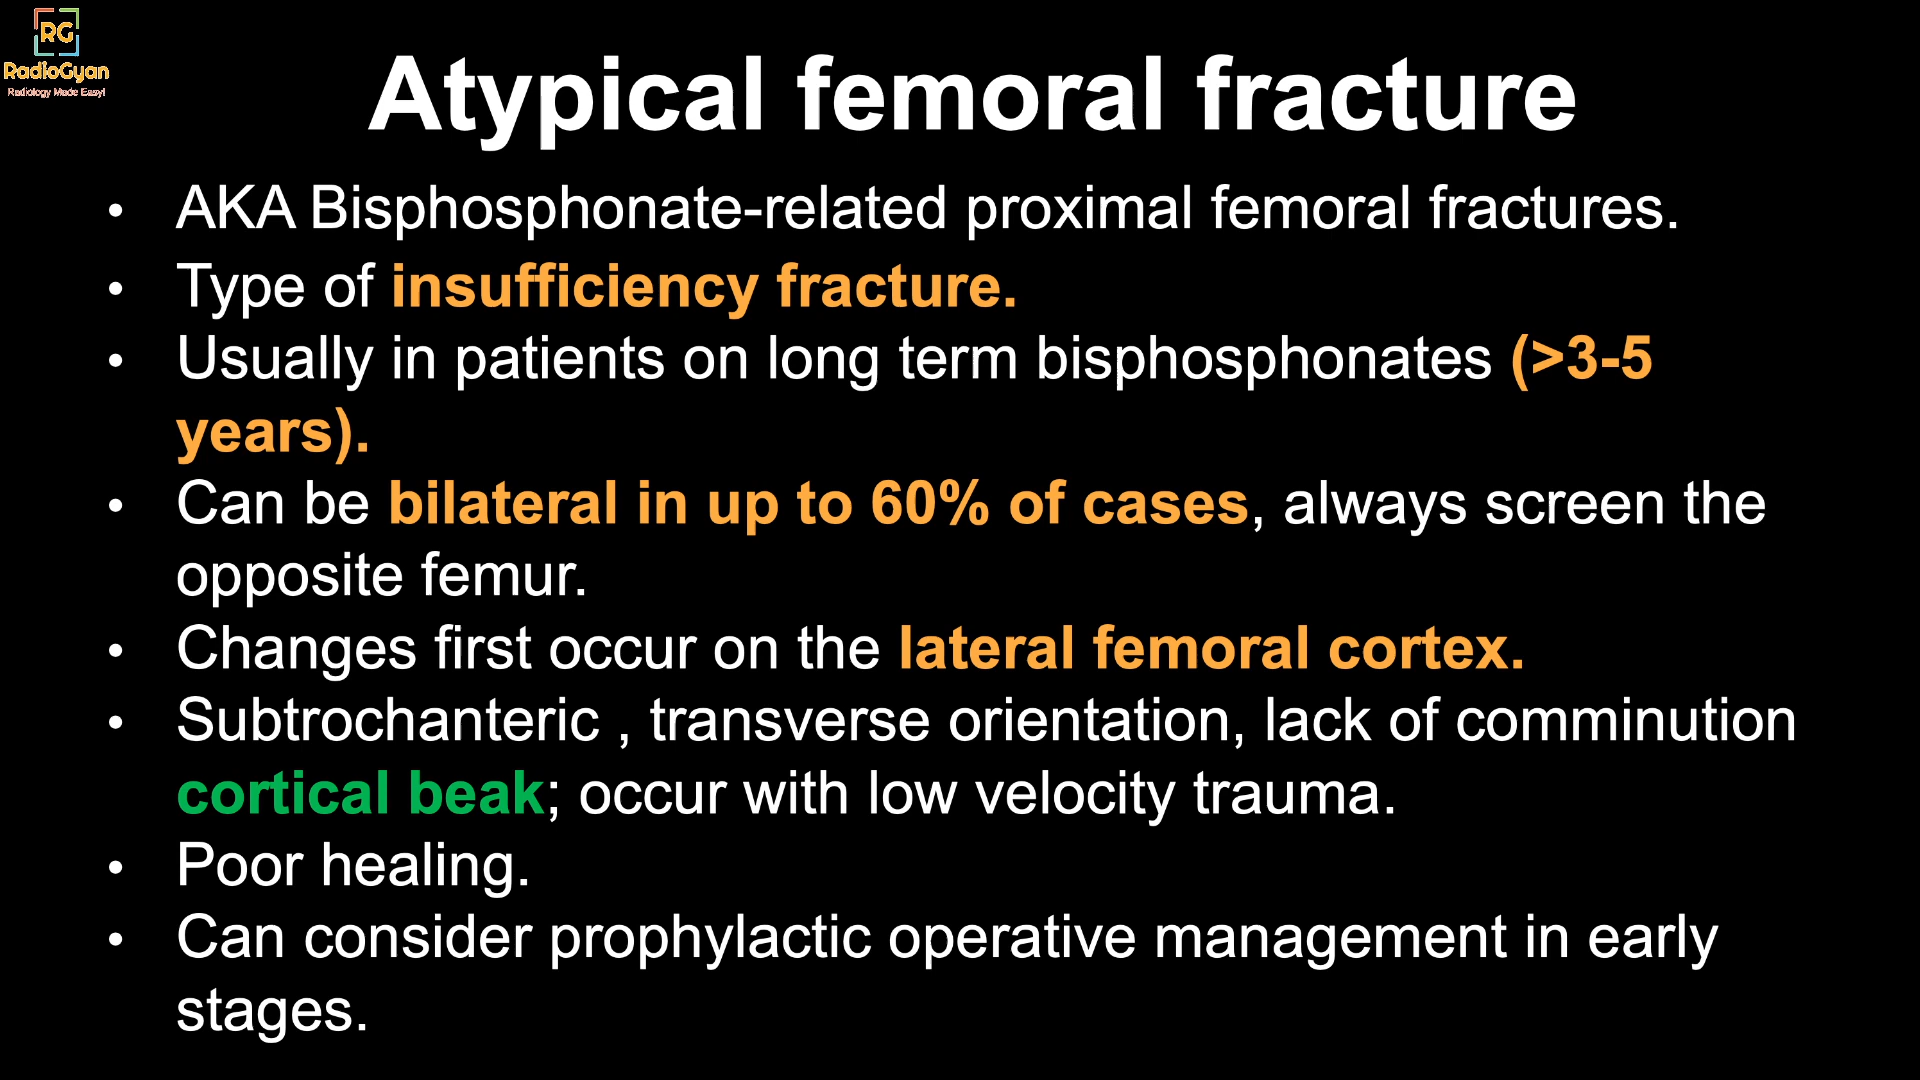 RG
RadioGyan
Radiology Made Easy!
Atypical femoral fracture
• AKA Bisphosphonate-related proximal femoral fractures.
• Type of insufficiency fracture.
• Usually in patients on long term bisphosphonates (>3-5
years).
• Can be bilateral in up to 60% of cases, always screen the
opposite femur.
• Changes first occur on the lateral femoral cortex.
• Subtrochanteric , transverse orientation, lack of comminution
cortical beak; occur with low velocity trauma.
• Poor healing.
• Can consider prophylactic operative management in early
stages.